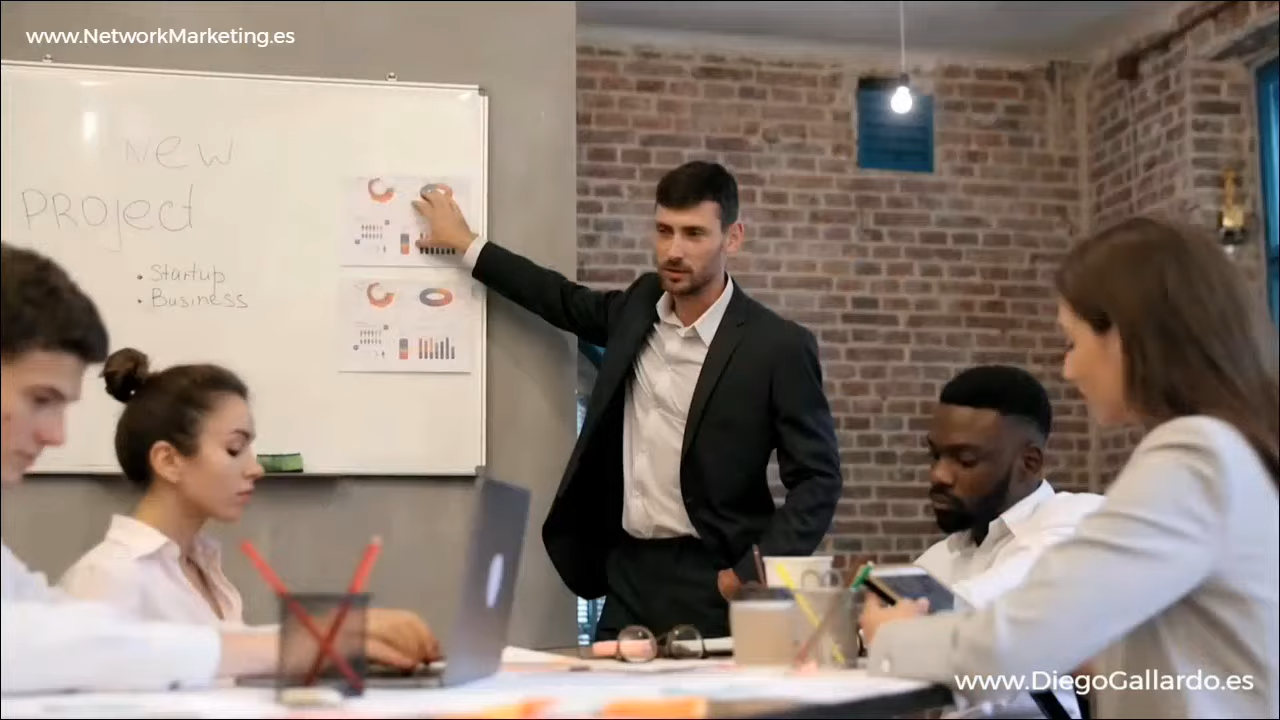 www.NetworkMarketing.es
New
PROject
• Startup
• Business
www.DiegoGallardo.es